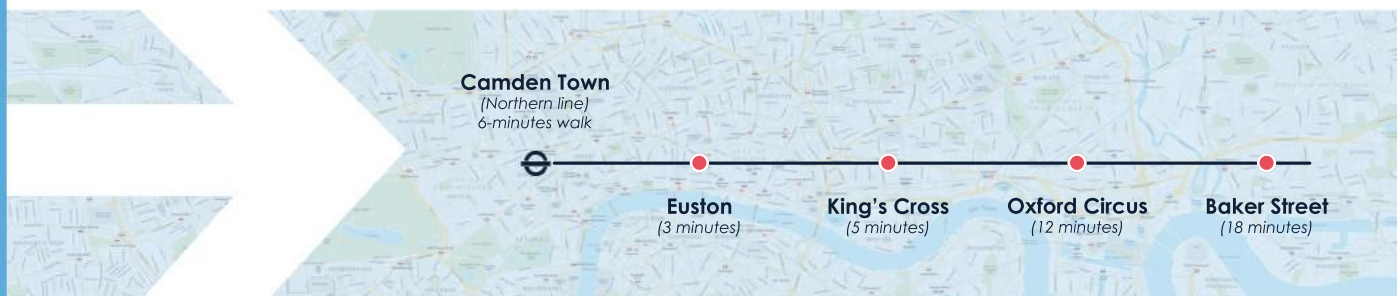 Camden Town
(Northern line)
6-minutes walk
Euston
(3 minutes)
King's Cross
(5 minutes)
Oxford Circus
(12 minutes)
Baker Street
(18 minutes)